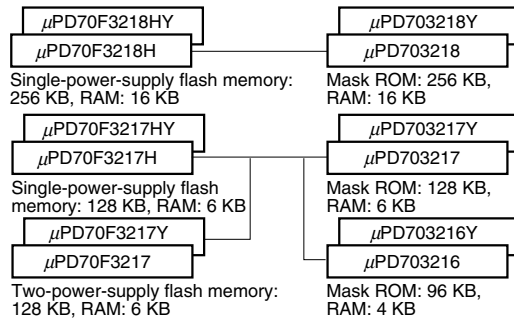 μPD70F3218HY
μPD70F3218H
Single-power-supply flash memory:
256 KB, RAM: 16 KB
μPD703218Y
μPD703218
Mask ROM: 256 KB,
RAM: 16 KB
μPD70F3217HY
μPD70F3217H
Single-power-supply flash
memory: 128 KB, RAM: 6 KB
μPD703217Y
μPD703217
Mask ROM: 128 KB,
RAM: 6 KB
μPD70F3217Y
μPD70F3217
Two-power-supply flash memory:
128 KB, RAM: 6 KB
μPD703216Y
μPD703216
Mask ROM: 96 KB,
RAM: 4 KB